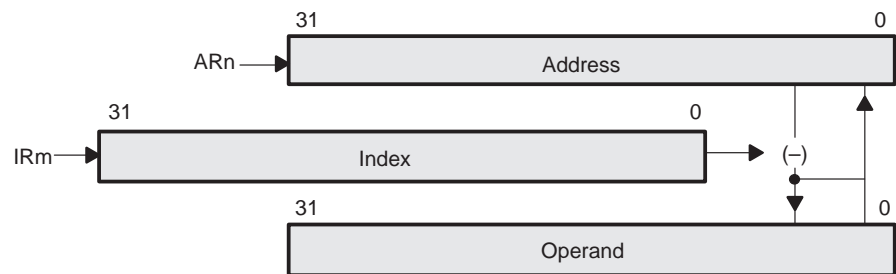 31 0
ARn Address
31 0
IRm Index (–)
31 0
Operand